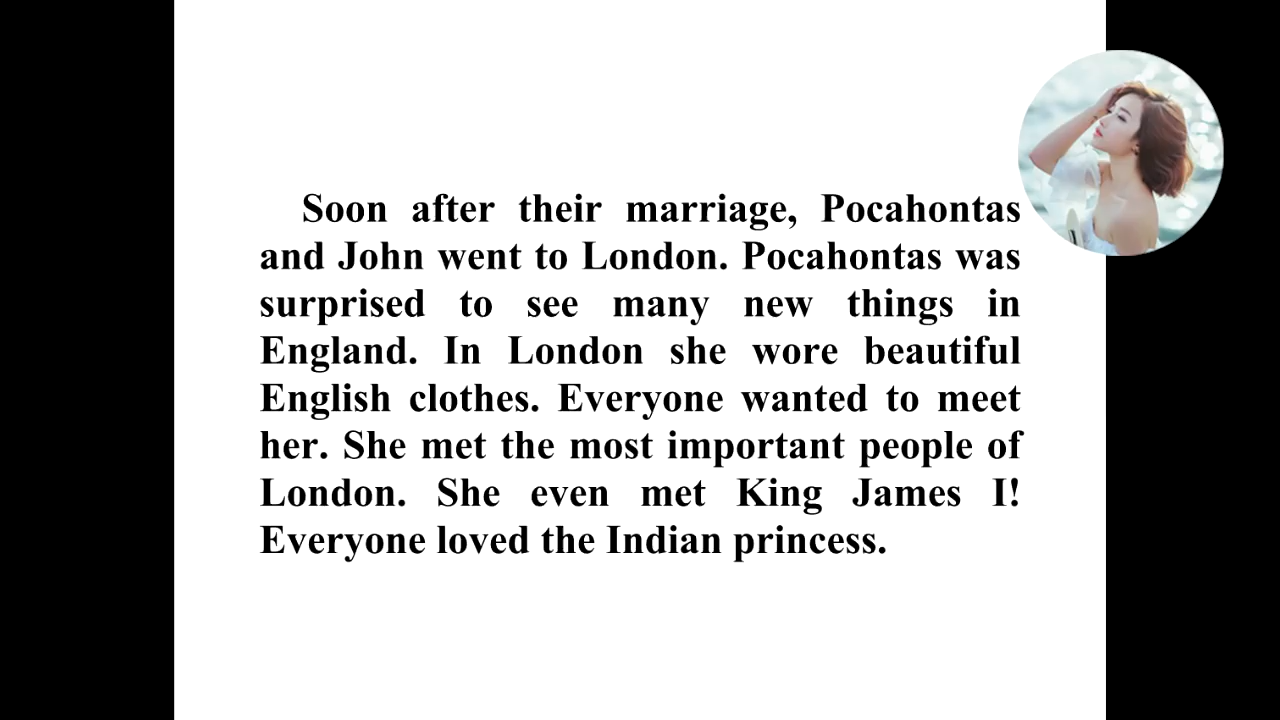 Soon after their marriage, Pocahontas
and John went to London. Pocahontas was
surprised to see many new things in
England. In London she wore beautiful
English clothes. Everyone wanted to meet
her. She met the most important people of
London. She even met King James I!
Everyone loved the Indian princess.